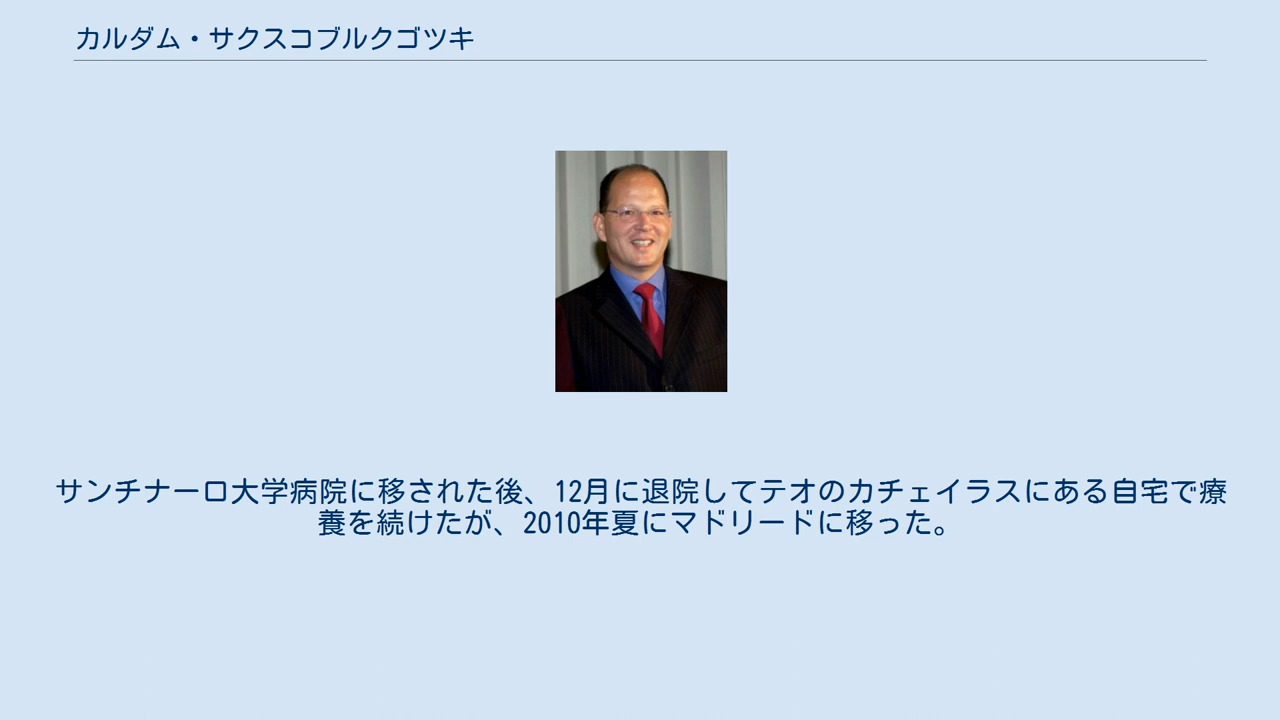 カルダム・サクスコブルクゴツキ
サンチナーロ大学病院に移された後、12月に退院してテオのカチェイラスにある自宅で療
養を続けたが、2010年夏にマドリードに移った。